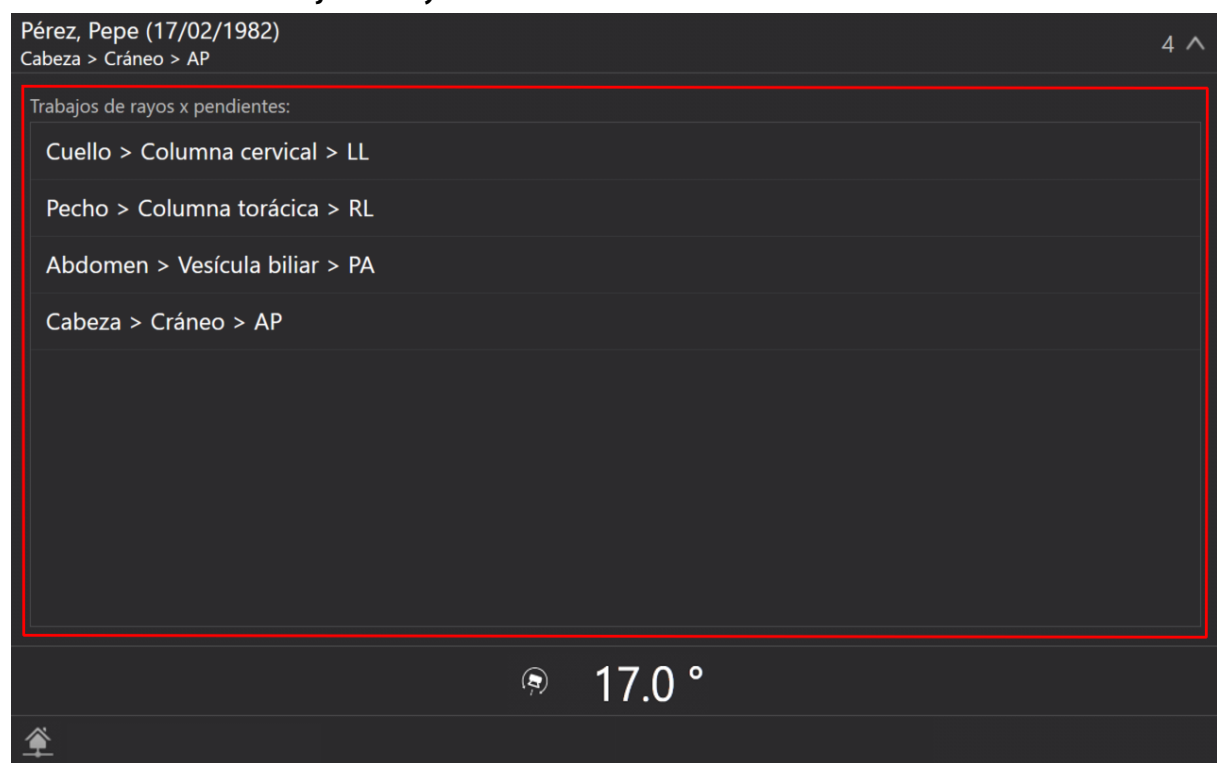 Pérez, Pepe (17/02/1982)
Cabeza > Cráneo > AP
4
Trabajos de rayos x pendientes:
Cuello > Columna cervical > LL
Pecho > Columna torácica > RL
Abdomen > Vesícula biliar > PA
Cabeza > Cráneo > AP
17.0 °